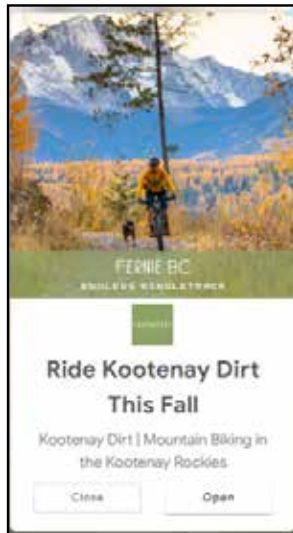 FERNIE BC
ENDLESS SINGLETRACK
Ride Kootenay Dirt
This Fall
Kootenay Dirt | Mountain Biking in
the Kootenay Rockies
Close
Open